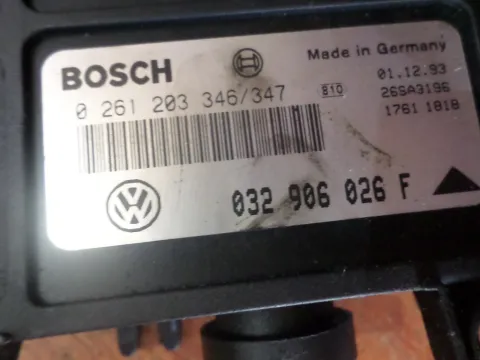 BOSCH
Made in Germany
0 261 203 346/347
810
01.12.93
26SA3196
1761 1818
VW
032 906 026 F